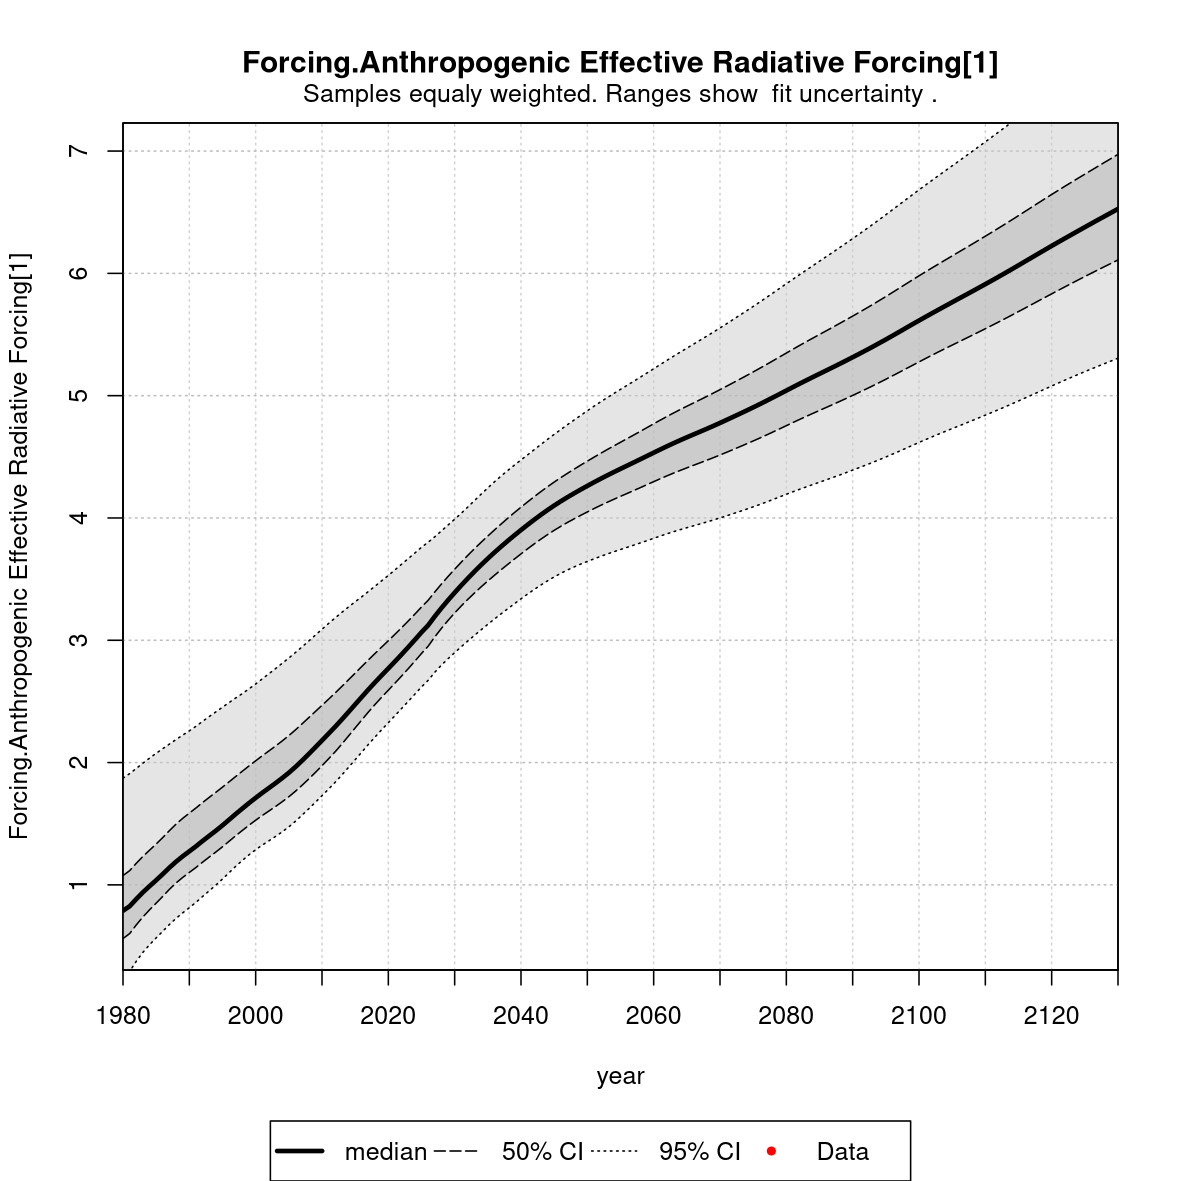 Forcing.Anthropogenic Effective Radiative Forcing[1]
Samples equaly weighted. Ranges show  fit uncertainty .
Forcing.Anthropogenic Effective Radiative Forcing[1]
7
6
5
4
3
2
1
1980 2000 2020 2040 2060 2080 2100 2120
year
median 50% CI 95% CI Data